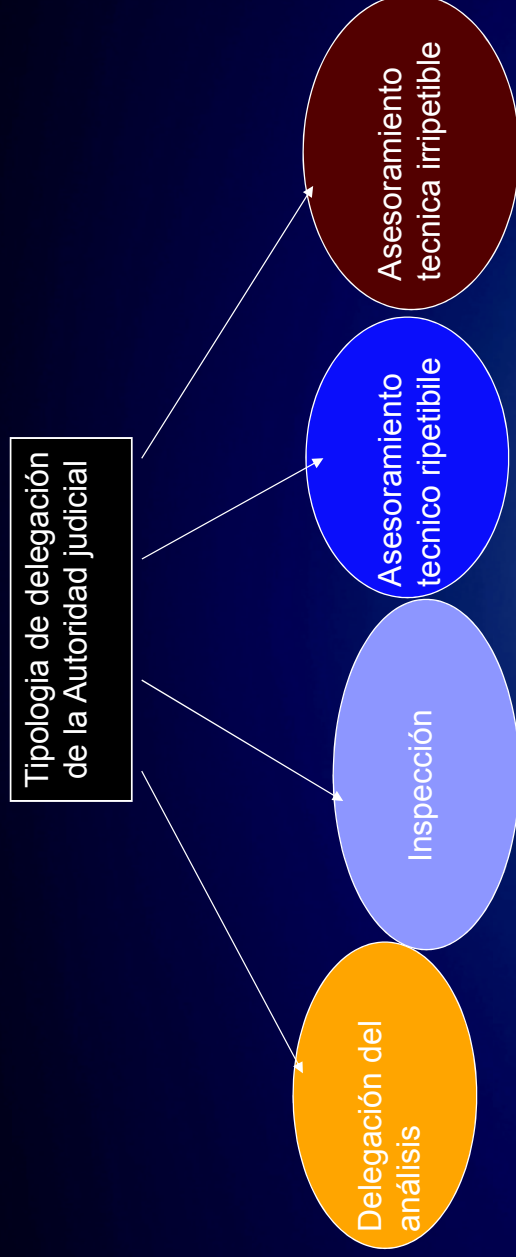 Tipologia de delegación
de la Autoridad judicial
Delegación del
análisis
Inspección
Asesoramiento
tecnico ripetibile
Asesoramiento
tecnica irripetible